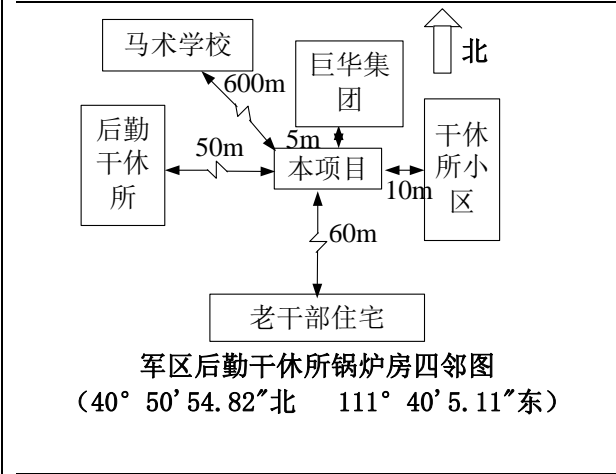 马术学校
巨华集
团
北
600m
后勤
干休
所
50m
5m
本项目
10m
干休
所小
区
60m
老干部住宅
军区后勤干休所锅炉房四邻图
（40° 50′54.82″北 111° 40′5.11″东）